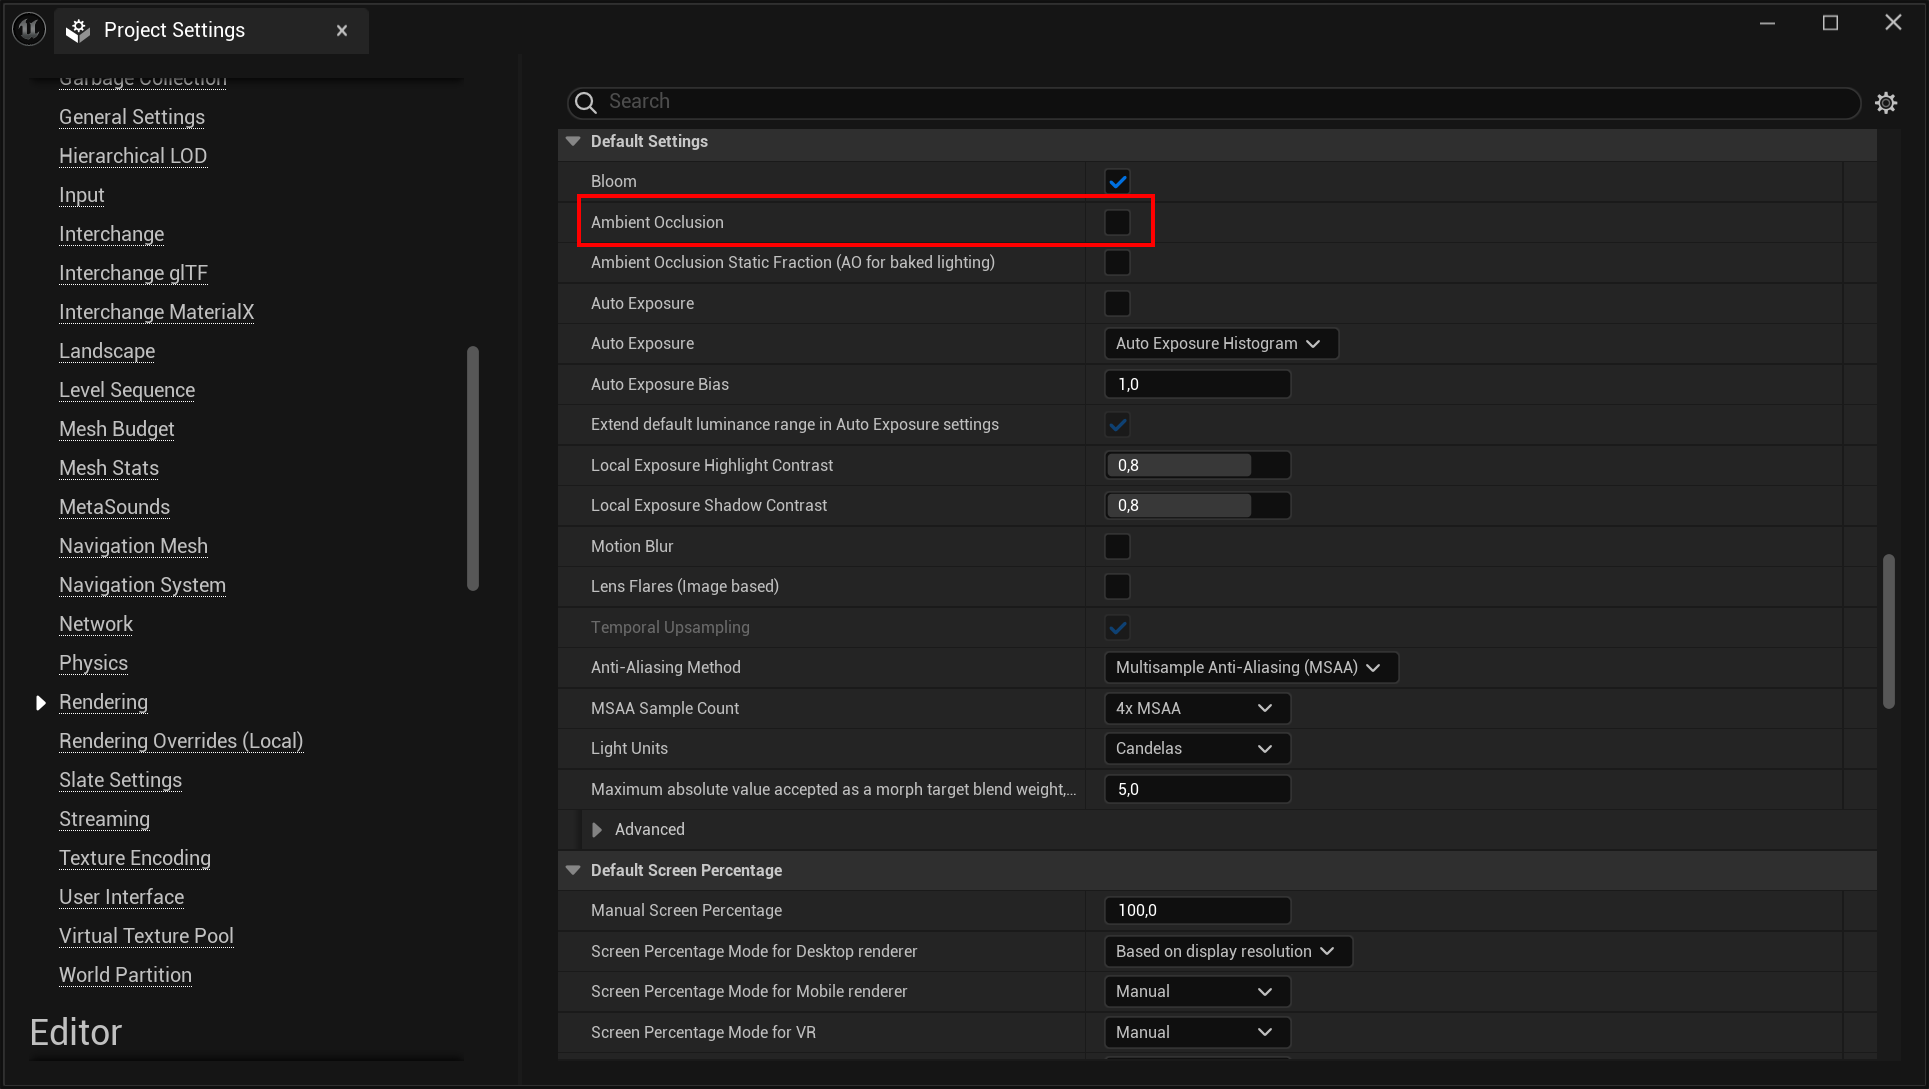 Project Settings
Garbage Collection
General Settings
Hierarchical LOD
Input
Interchange
Interchange glTF
Interchange MaterialX
Landscape
Level Sequence
Mesh Budget
Mesh Stats
MetaSounds
Navigation Mesh
Navigation System
Network
Physics
Rendering
Rendering Overrides (Local)
Slate Settings
Streaming
Texture Encoding
User Interface
Virtual Texture Pool
World Partition
Editor
Search
Default Settings
Bloom
Ambient Occlusion
Ambient Occlusion Static Fraction (AO for baked lighting)
Auto Exposure
Auto Exposure Auto Exposure Histogram
Auto Exposure Bias 1,0
Extend default luminance range in Auto Exposure settings
Local Exposure Highlight Contrast 0,8
Local Exposure Shadow Contrast 0,8
Motion Blur
Lens Flares (Image based)
Temporal Upsampling
Anti-Aliasing Method Multisample Anti-Aliasing (MSAA)
MSAA Sample Count 4x MSAA
Light Units Candelas
Maximum absolute value accepted as a morph target blend weight,... 5,0
Advanced
Default Screen Percentage
Manual Screen Percentage 100,0
Screen Percentage Mode for Desktop renderer Based on display resolution
Screen Percentage Mode for Mobile renderer Manual
Screen Percentage Mode for VR Manual